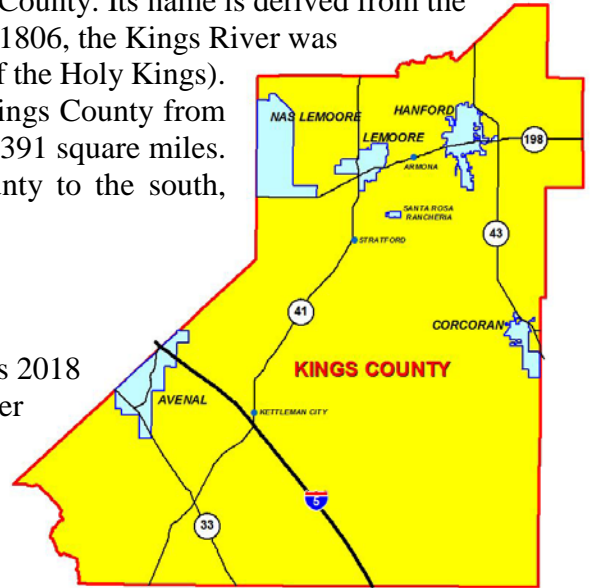 County. Its name is derived from the
1806, the Kings River was
f the Holy Kings).
ings County from
391 square miles.
unty to the south,
s 2018
er
NAS LEMOORE
HANFORD
LEMOORE
198
ARMONA
SANTA ROSA
RANCHERIA
43
STRATFORD
41
CORCORAN
KINGS COUNTY
AVENAL
KETTLEMAN CITY
5
33